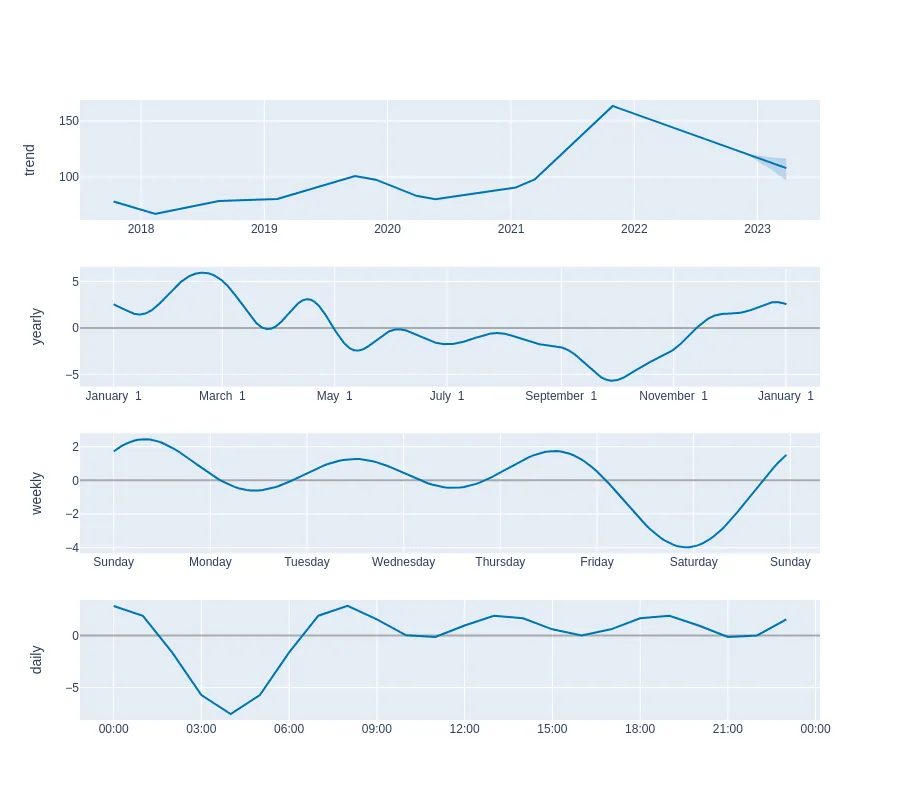 trend
150
100
2018 2019 2020 2021 2022 2023
yearly
5
0
−5
January 1 March 1 May 1 July 1 September 1 November 1 January 1
weekly
2
0
−2
−4
Sunday Monday Tuesday Wednesday Thursday Friday Saturday Sunday
daily
0
−5
00:00 03:00 06:00 09:00 12:00 15:00 18:00 21:00 00:00